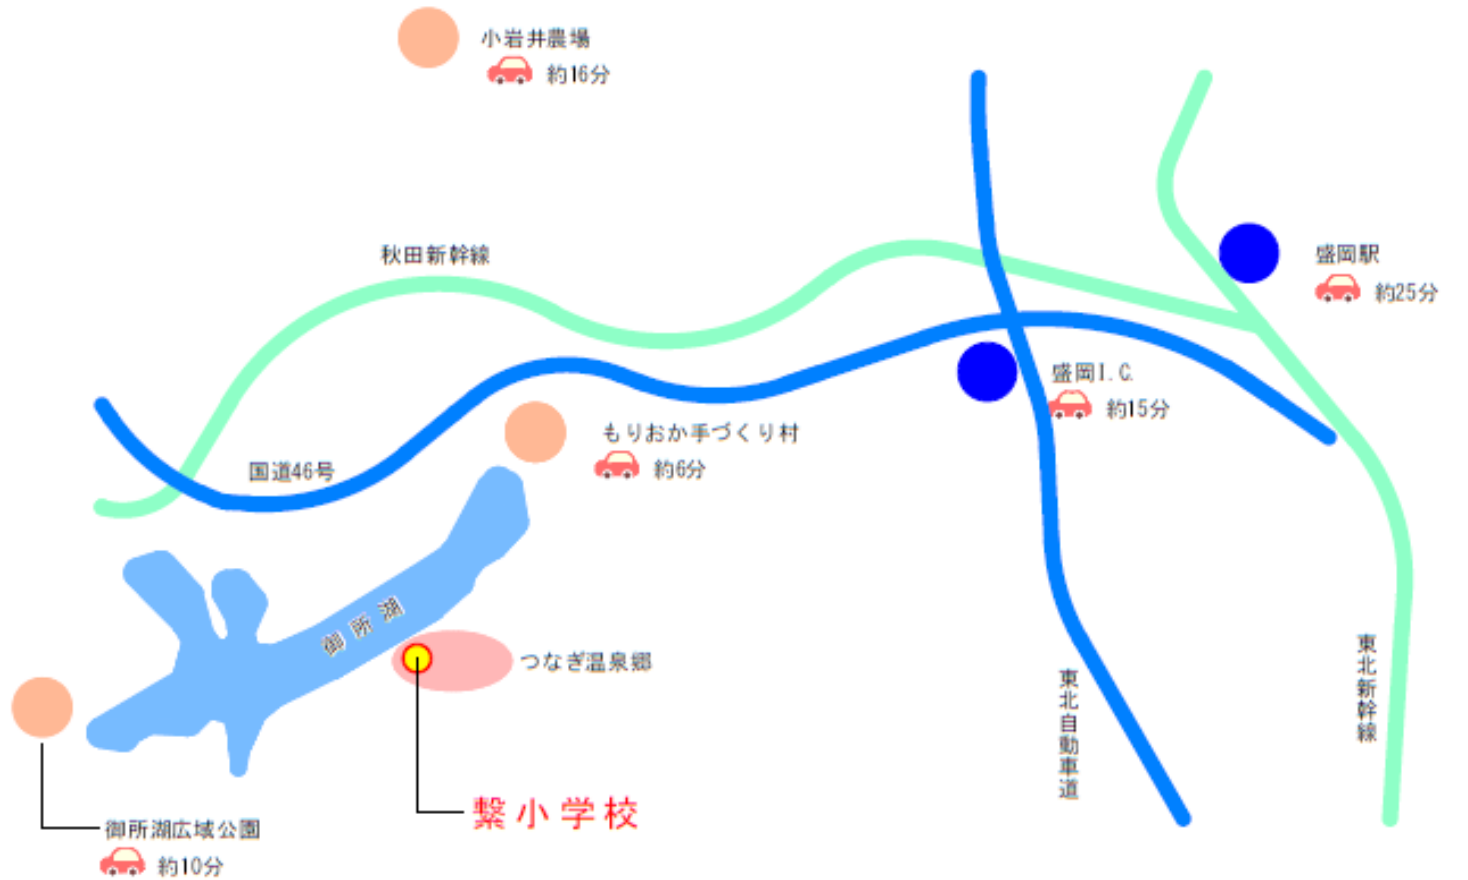 小岩井農場
約16分
秋田新幹線
盛岡駅
約25分
盛岡I.C.
約15分
もりおか手づくり村
約6分
国道46号
御所湖
つなぎ温泉郷
東北自動車道
東北新幹線
繋小学校
御所湖広域公園
約10分